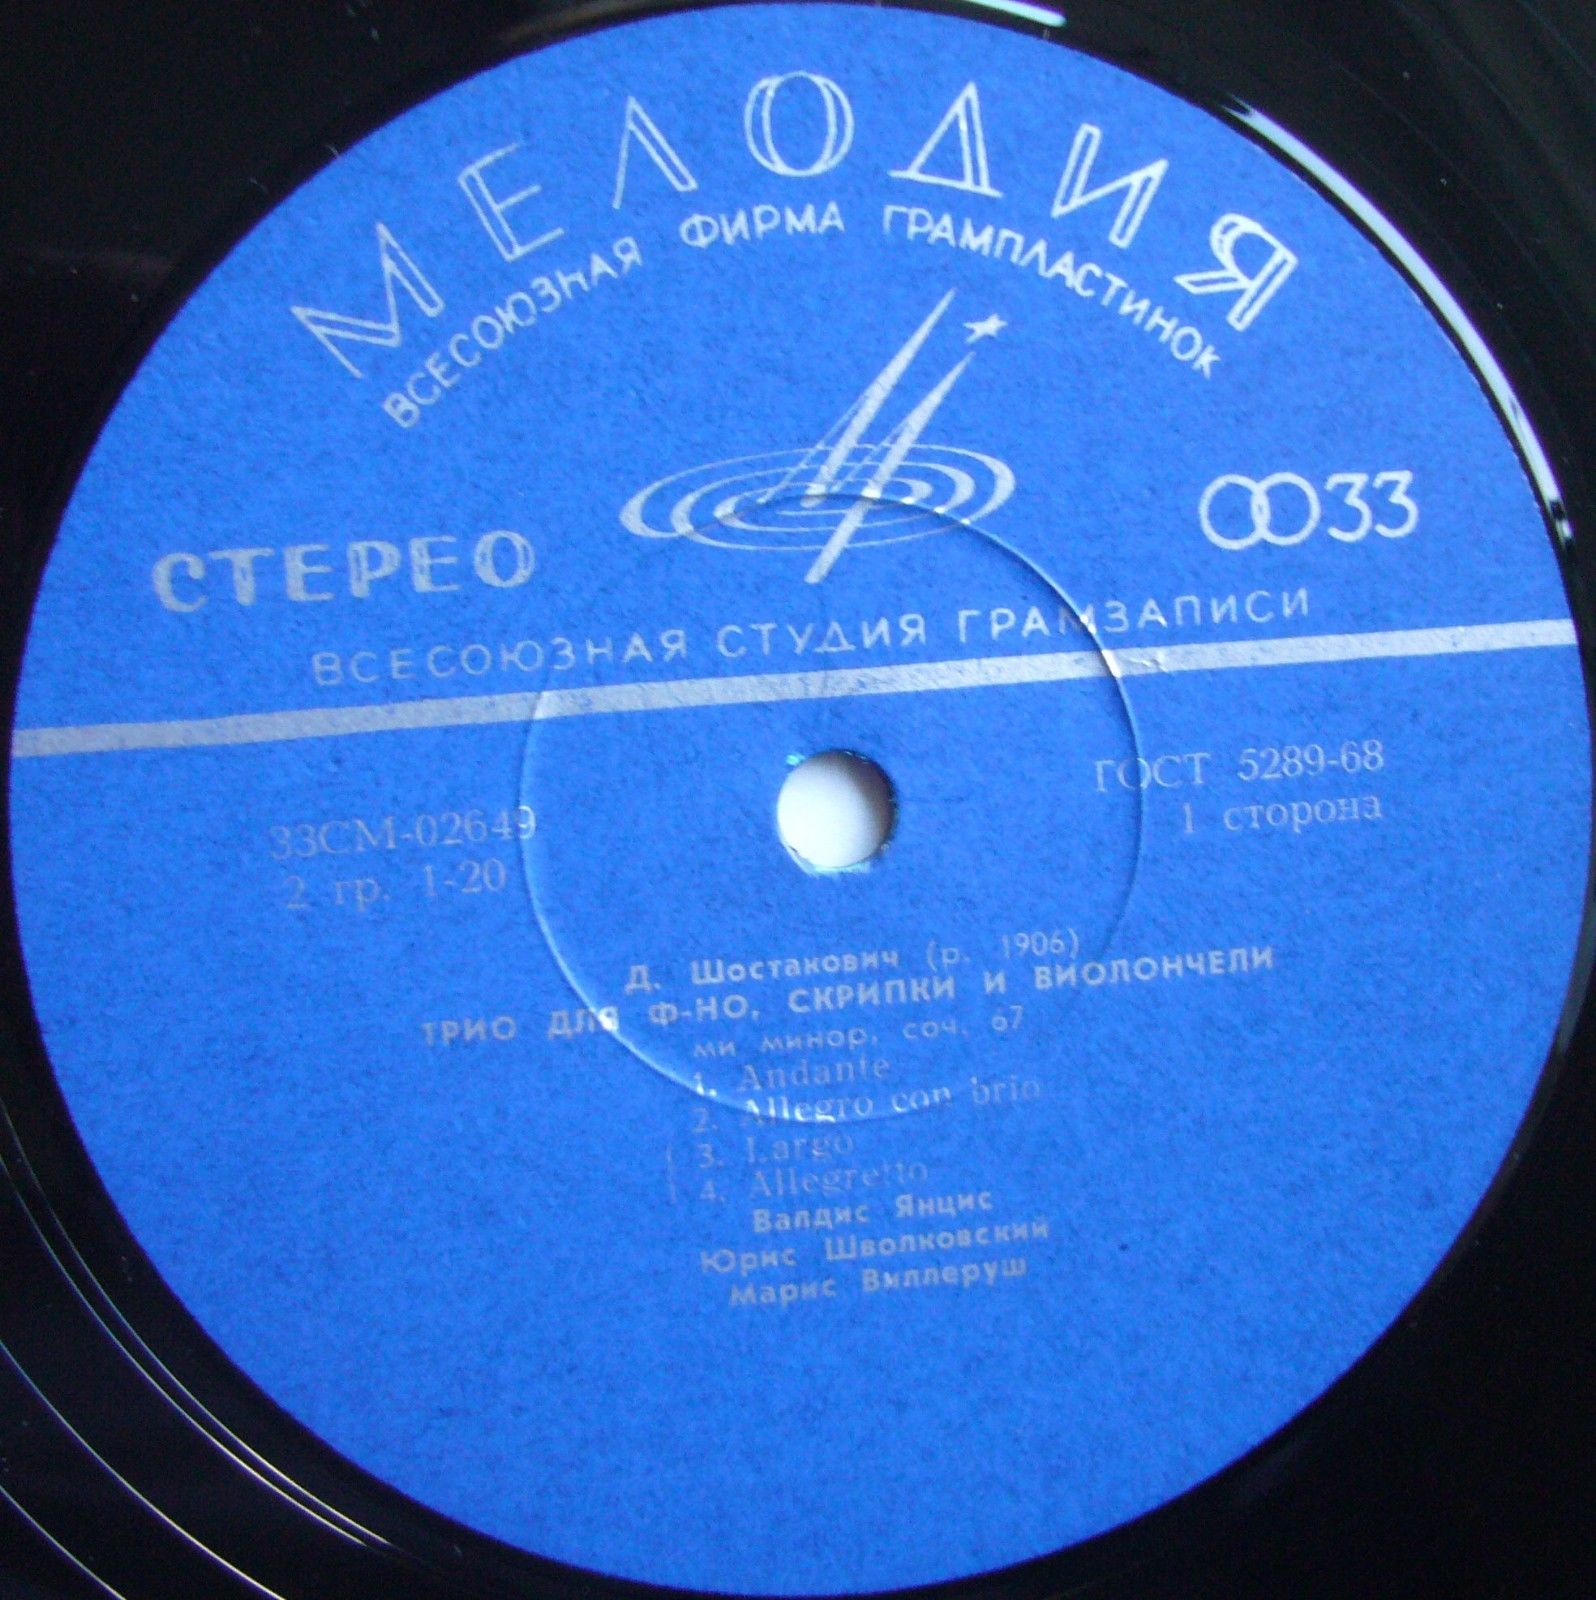 МЕЛОДИЯ
ВСЕСОЮЗНАЯ ФИРМА ГРАМПЛАСТИНОК
СТЕРЕО
33
ВСЕСОЮЗНАЯ СТУДИЯ ГРАМЗАПИСИ
33СМ-02649
2 гр. 1-20
ГОСТ 5289-68
1 сторона
Д. Шостакович (р. 1906)
ТРИО ДЛЯ Ф-НО, СКРИПКИ И ВИОЛОНЧЕЛИ
ми минор, соч. 67
1. Andante
2. Allegro con brio
3. Largo
4. Allegretto
Валдис Янцис
Юрис Шволковский
Марис Виллеруш